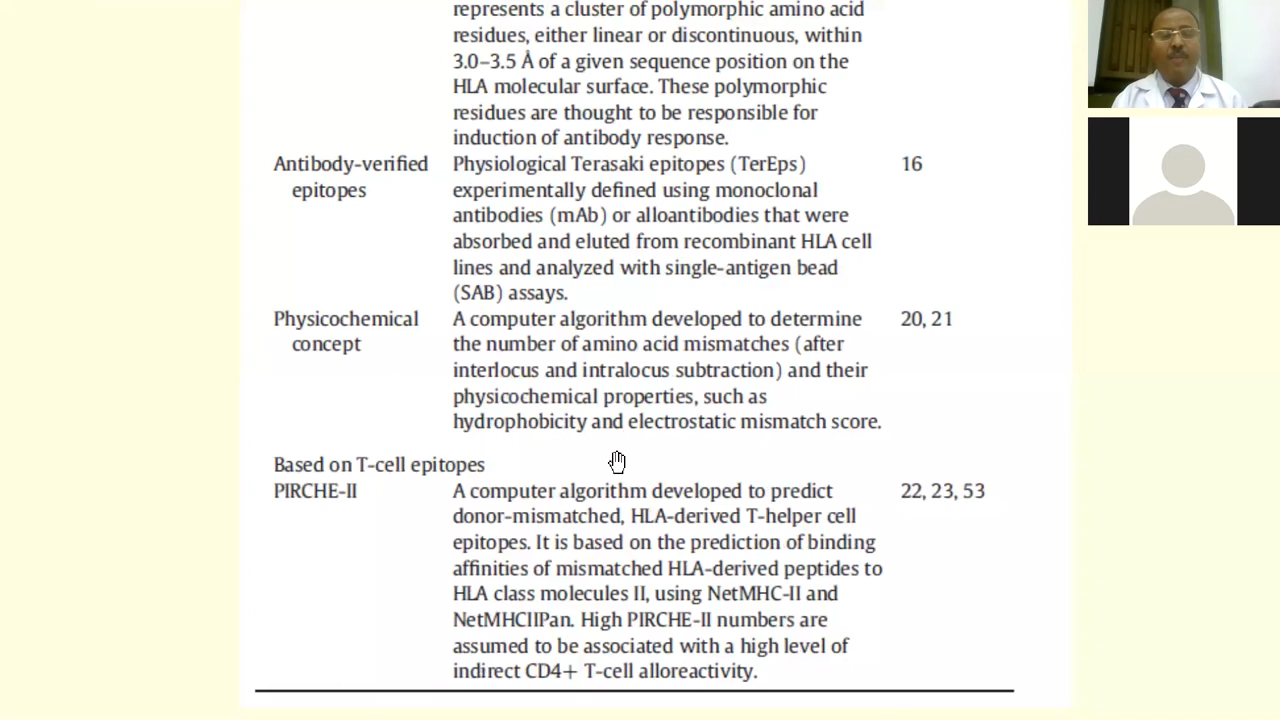 represents a cluster of polymorphic amino acid
residues, either linear or discontinuous, within
3.0–3.5 Å of a given sequence position on the
HLA molecular surface. These polymorphic
residues are thought to be responsible for
induction of antibody response.
Antibody-verified
epitopes
Physiological Terasaki epitopes (TerEps)
experimentally defined using monoclonal
antibodies (mAb) or alloantibodies that were
absorbed and eluted from recombinant HLA cell
lines and analyzed with single-antigen bead
(SAB) assays.
16
Physicochemical
concept
A computer algorithm developed to determine
the number of amino acid mismatches (after
interlocus and intralocus subtraction) and their
physicochemical properties, such as
hydrophobicity and electrostatic mismatch score.
20, 21
Based on T-cell epitopes
PIRCHE-II
A computer algorithm developed to predict
donor-mismatched, HLA-derived T-helper cell
epitopes. It is based on the prediction of binding
affinities of mismatched HLA-derived peptides to
HLA class molecules II, using NetMHC-II and
NetMHCIIPan. High PIRCHE-II numbers are
assumed to be associated with a high level of
indirect CD4+ T-cell alloreactivity.
22, 23, 53